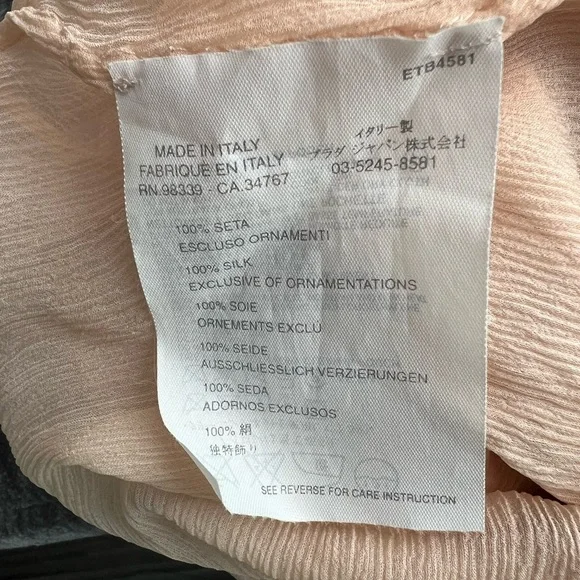 ETB4581
MADE IN ITALY
FABRIQUE EN ITALY
RN.98339 - CA.34767
イタリー製
プラダ ジャパン株式会社
03-5245-8581
100% SETA
ESCLUSO ORNAMENTI
100% SILK
EXCLUSIVE OF ORNAMENTATIONS
100% SOIE
ORNEMENTS EXCLU
100% SEIDE
AUSSCHLIESSLICH VERZIERUNGEN
100% SEDA
ADORNOS EXCLUSOS
100% 絹
独特飾り
SEE REVERSE FOR CARE INSTRUCTION